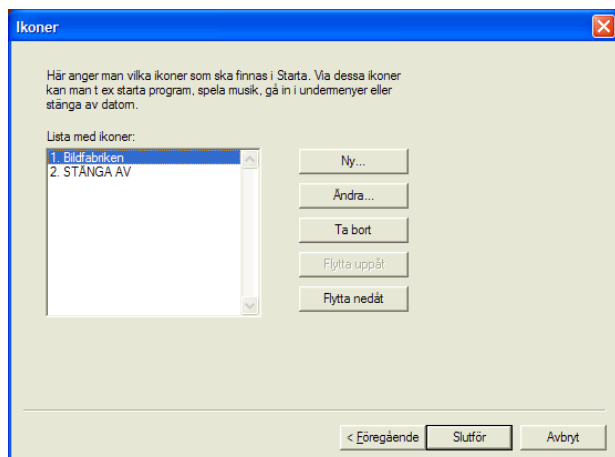 Ikoner
Här anger man vilka ikoner som ska finnas i Starta. Via dessa ikoner
kan man t ex starta program, spela musik, gå in i undermenyer eller
stänga av datorn.
Lista med ikoner:
1. Bildfabriken
2. STÄNGA AV
Ny...
Ändra...
Ta bort
Flytta uppåt
Flytta nedåt
< Föregående
Slutför
Avbryt